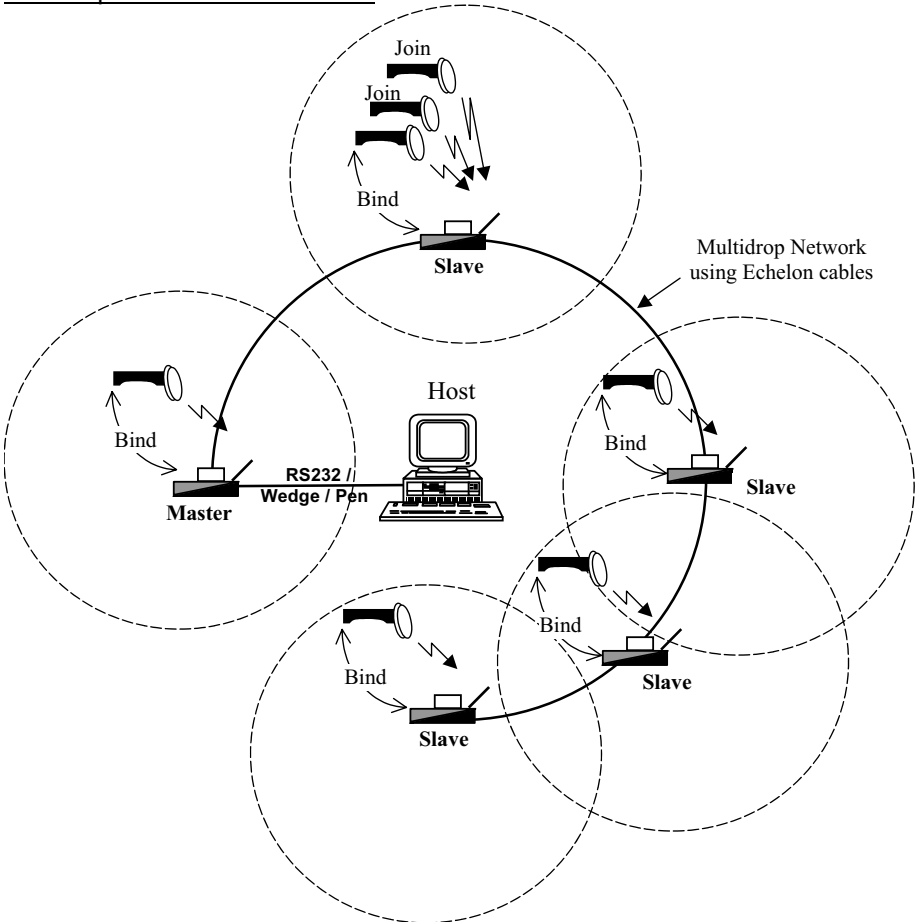 Join
Join
Bind
Slave
Multidrop Network
using Echelon cables
Host
Bind
RS232 /
Wedge / Pen
Master
Bind
Slave
Bind
Slave
Bind
Slave